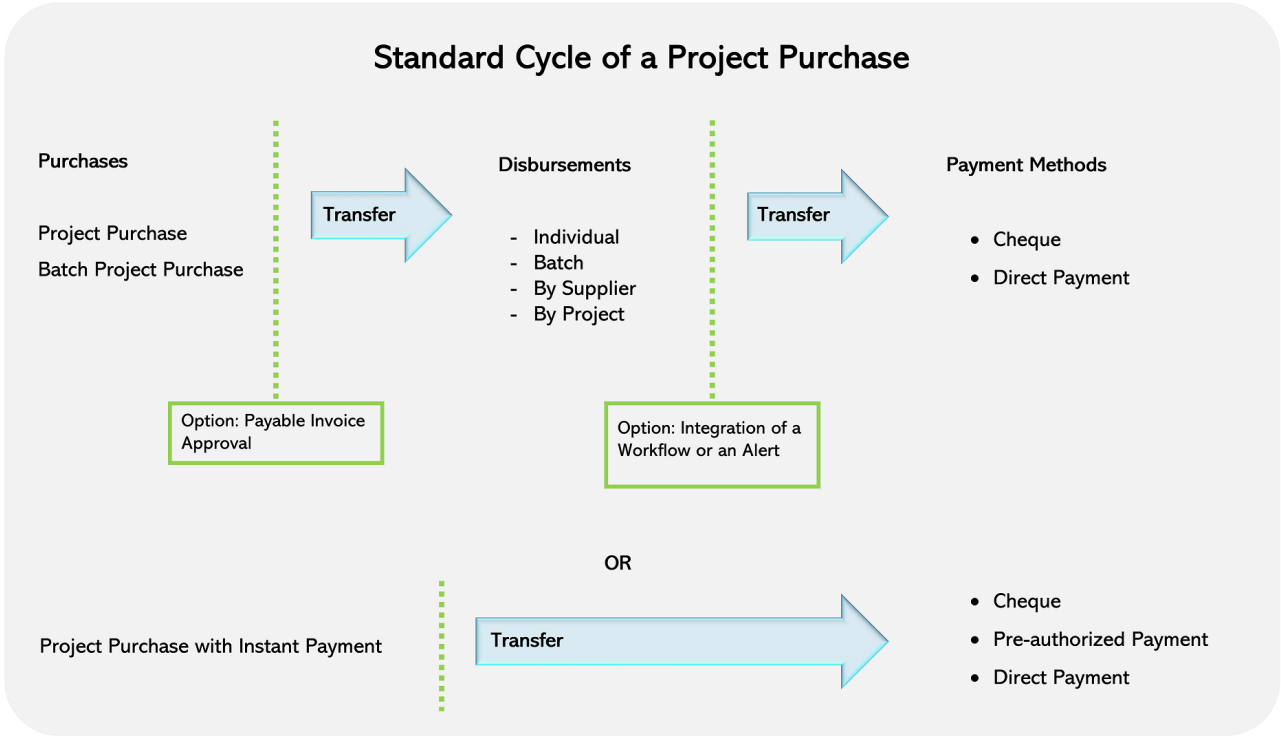 Standard Cycle of a Project Purchase
Purchases
Project Purchase
Batch Project Purchase
Transfer
Disbursements
- Individual
- Batch
- By Supplier
- By Project
Transfer
Payment Methods
• Cheque
• Direct Payment
Option: Payable Invoice
Approval
Option: Integration of a
Workflow or an Alert
OR
Project Purchase with Instant Payment
Transfer
• Cheque
• Pre-authorized Payment
• Direct Payment